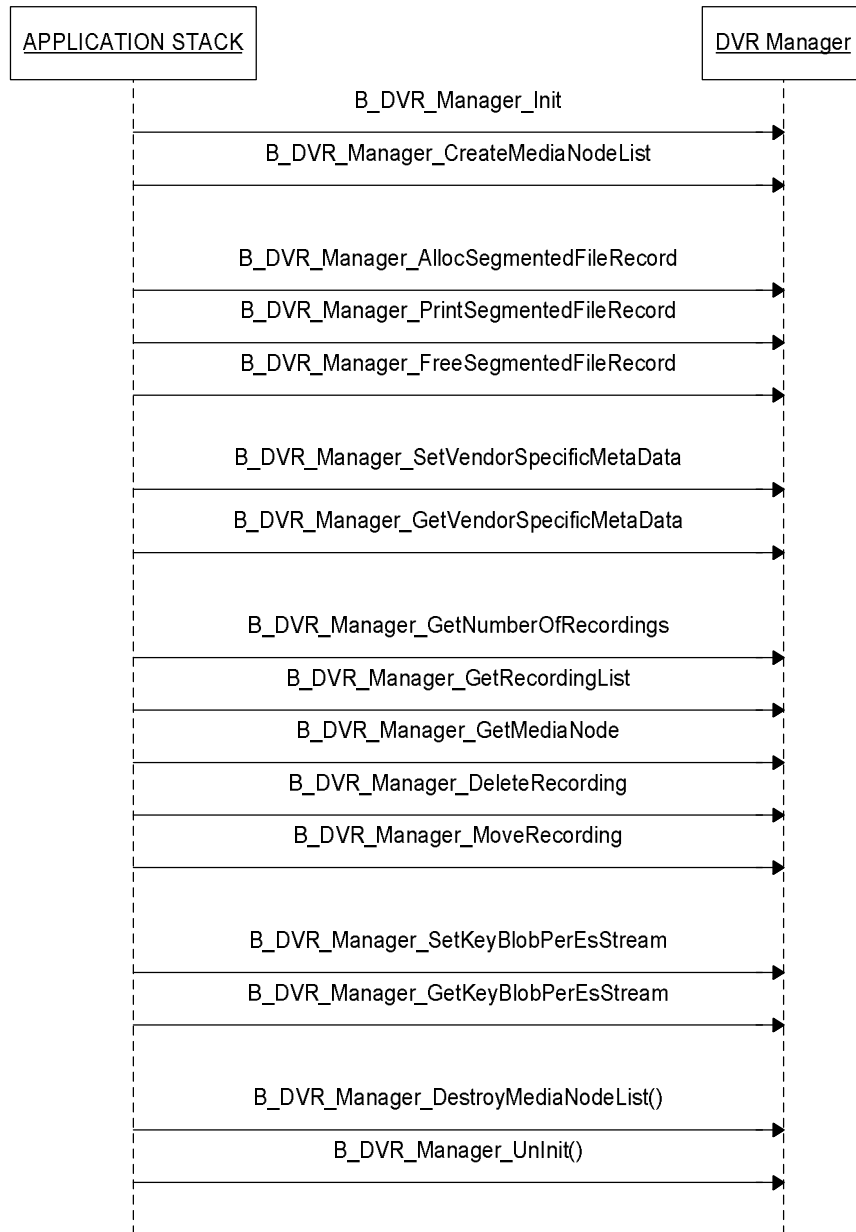 APPLICATION STACK
DVR Manager
B_DVR_Manager_Init
B_DVR_Manager_CreateMediaNodeList
B_DVR_Manager_AllocSegmentedFileRecord
B_DVR_Manager_PrintSegmentedFileRecord
B_DVR_Manager_FreeSegmentedFileRecord
B_DVR_Manager_SetVendorSpecificMetaData
B_DVR_Manager_GetVendorSpecificMetaData
B_DVR_Manager_GetNumberOfRecordings
B_DVR_Manager_GetRecordingList
B_DVR_Manager_GetMediaNode
B_DVR_Manager_DeleteRecording
B_DVR_Manager_MoveRecording
B_DVR_Manager_SetKeyBlobPerEsStream
B_DVR_Manager_GetKeyBlobPerEsStream
B_DVR_Manager_DestroyMediaNodeList()
B_DVR_Manager_UnInit()